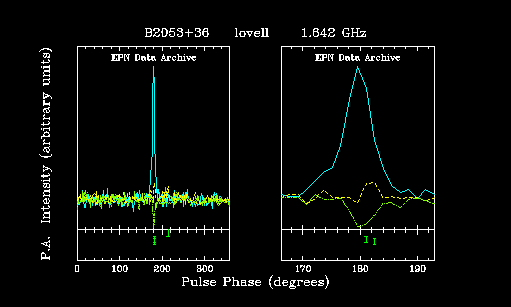 B2053+36 lovell 1.642 GHz
EPN Data Archive EPN Data Archive
P.A. Intensity (arbitrary units)
0 100 200 300 170 180 190
Pulse Phase (degrees)